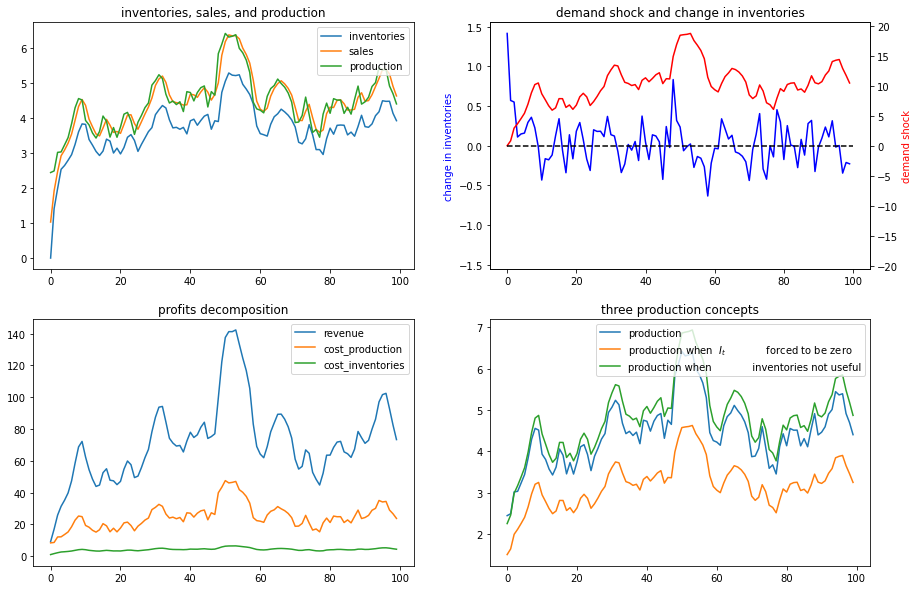 inventories, sales, and production
inventories
sales
production
6
5
4
3
2
1
0
0 20 40 60 80 100
demand shock and change in inventories
change in inventories
1.5
1.0
0.5
0.0
−0.5
−1.0
−1.5
20
15
10
5
0
−5
−10
−15
−20
demand shock
0 20 40 60 80 100
profits decomposition
revenue
cost_production
cost_inventories
140
120
100
80
60
40
20
0
0 20 40 60 80 100
three production concepts
production
production when I_t forced to be zero
production when inventories not useful
7
6
5
4
3
2
0 20 40 60 80 100